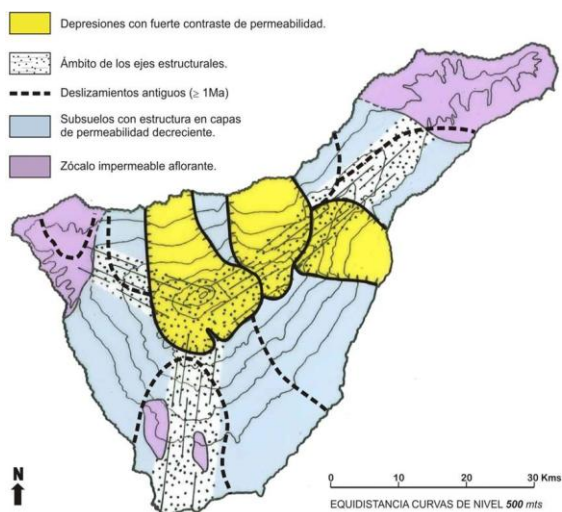 Depresiones con fuerte contraste de permeabilidad.
Ámbito de los ejes estructurales.
Deslizamientos antiguos (≥ 1Ma)
Subsuelos con estructura en capas
de permeabilidad decreciente.
Zócalo impermeable aflorante.
N
0 10 20 30 Kms
EQUIDISTANCIA CURVAS DE NIVEL 500 mts